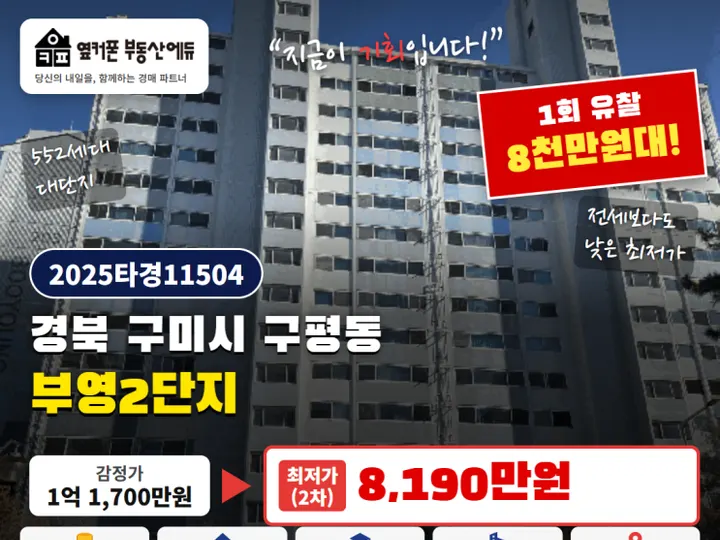 옆커폰 부동산에듀
당신의 내일을, 함께하는 경매 파트너
“지금이 기회입니다!”
1회 유찰
8천만원대!
552세대
대단지
전세보다도
낮은 최저가
2025타경11504
경북 구미시 구평동
부영2단지
감정가
1억 1,700만원
최저가
(2차)
8,190만원